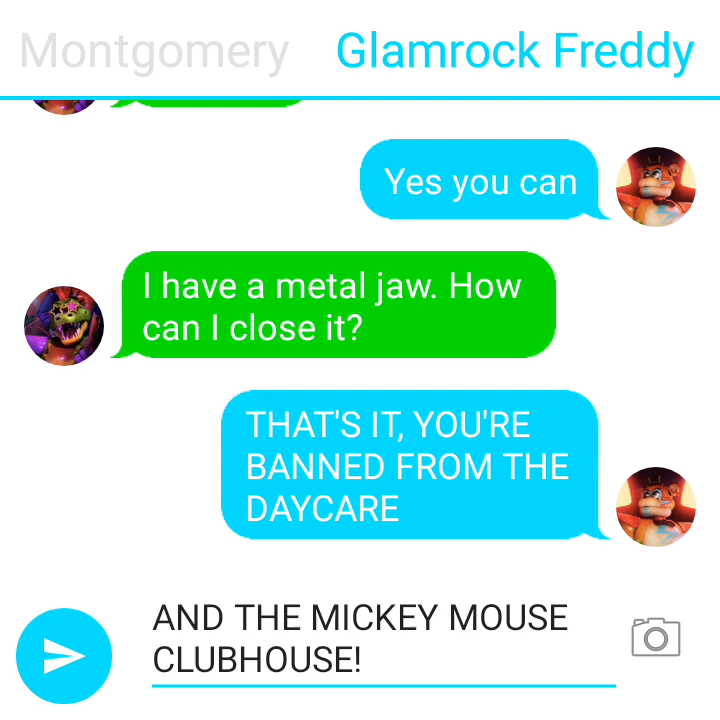 Montgomery Glamrock Freddy
Yes you can
I have a metal jaw. How
can I close it?
THAT'S IT, YOU'RE
BANNED FROM THE
DAYCARE
AND THE MICKEY MOUSE
CLUBHOUSE!